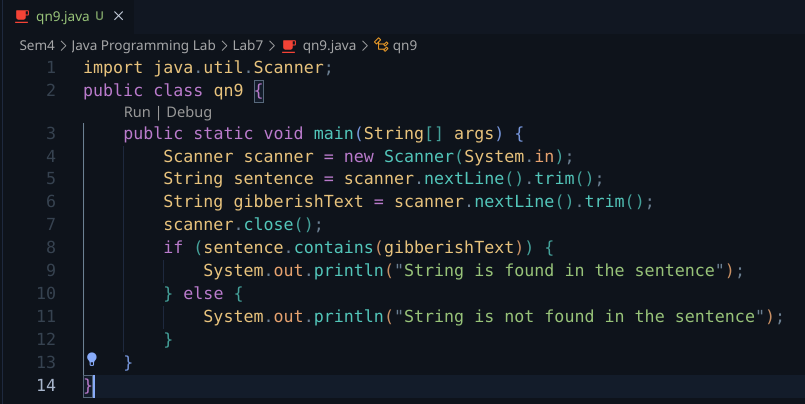 qn9.java U ×
Sem4 > Java Programming Lab > Lab7 > qn9.java > qn9
1 import java.util.Scanner;
2 public class qn9 {
Run | Debug
3 public static void main(String[] args) {
4 Scanner scanner = new Scanner(System.in);
5 String sentence = scanner.nextLine().trim();
6 String gibberishText = scanner.nextLine().trim();
7 scanner.close();
8 if (sentence.contains(gibberishText)) {
9 System.out.println("String is found in the sentence");
10 } else {
11 System.out.println("String is not found in the sentence");
12 }
13 }
14 }